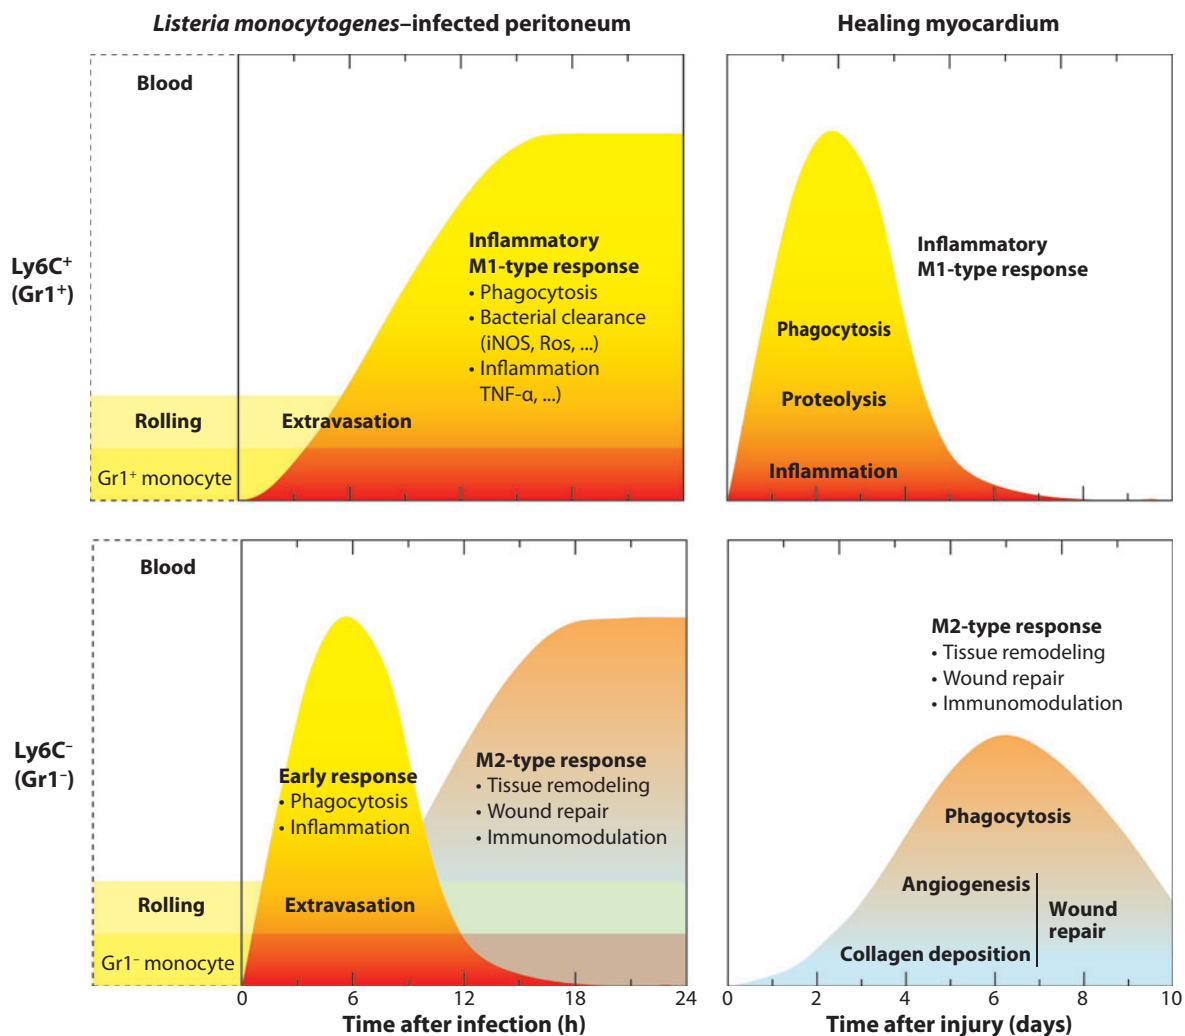 Listeria monocytogenes–infected peritoneum
Healing myocardium
Ly6C⁺
(Gr1⁺)
Blood
Rolling
Extravasation
Gr1⁺ monocyte
Inflammatory
M1-type response
• Phagocytosis
• Bacterial clearance
(iNOS, Ros, ...)
• Inflammation
TNF-α, ...)
Inflammatory
M1-type response
Phagocytosis
Proteolysis
Inflammation
Ly6C⁻
(Gr1⁻)
Blood
Rolling
Extravasation
Gr1⁻ monocyte
Early response
• Phagocytosis
• Inflammation
M2-type response
• Tissue remodeling
• Wound repair
• Immunomodulation
0 6 12 18 24
Time after infection (h)
M2-type response
• Tissue remodeling
• Wound repair
• Immunomodulation
Phagocytosis
Angiogenesis
Collagen deposition
Wound
repair
0 2 4 6 8 10
Time after injury (days)